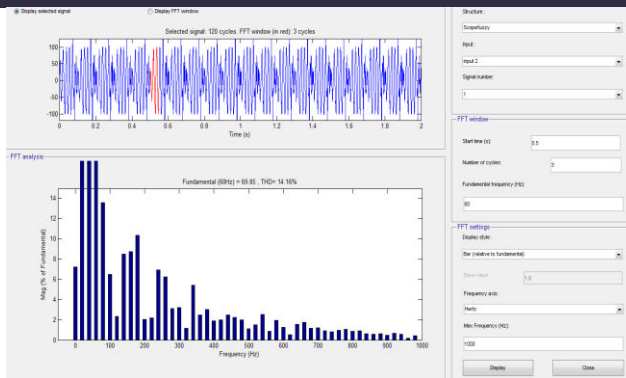 Display selected signal
Display FFT window
Structure :
Selected signal: 120 cycles. FFT window (in red): 3 cycles
Scopefuzzy
Input :
input 2
Signal number:
1
100
50
0
-50
-100
0 0.2 0.4 0.6 0.8 1 1.2 1.4 1.6 1.8 2
Time (s)
FFT window
Start time (s): 0.5
Number of cycles: 3
Fundamental frequency (Hz):
60
FFT analysis
Fundamental (60Hz) = 69.85 , THD= 14.16%
14
12
10
8
6
4
2
0
Mag (% of Fundamental)
0 100 200 300 400 500 600 700 800 900 1000
Frequency (Hz)
FFT settings
Display style :
Bar (relative to fundamental)
Base value 1.0
Frequency axis:
Hertz
Max Frequency (Hz):
1000
Display
Close